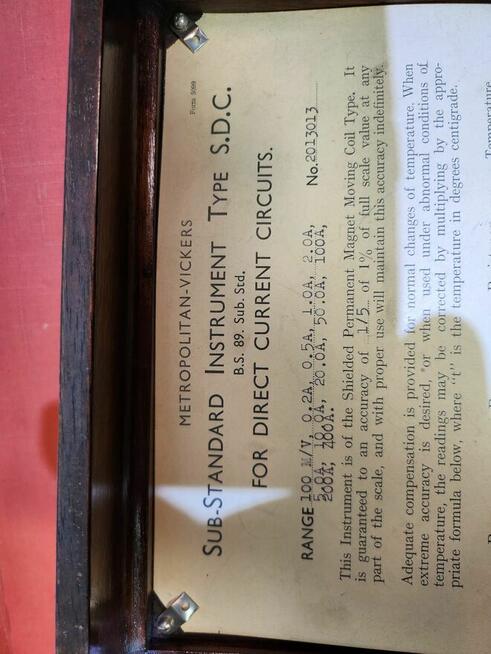 Form 5099
METROPOLITAN-VICKERS
SUB-STANDARD INSTRUMENT TYPE S.D.C.
B.S. 89. Sub. Std.
FOR DIRECT CURRENT CIRCUITS.
RANGE 100 M/V, 0.2A, 0.5A, 1.0A, 2.0A, No. 2013013
5.0A, 10.0A, 20.0A, 50.0A, 100A,
200A, 400A.
This Instrument is of the Shielded Permanent Magnet Moving Coil Type. It
is guaranteed to an accuracy of 1/5 of 1% of full scale value at any
part of the scale, and with proper use will maintain this accuracy indefinitely.
Adequate compensation is provided for normal changes of temperature. When
extreme accuracy is desired, or when used under abnormal conditions of
temperature, the readings may be corrected by multiplying by the appro-
priate formula below, where "t" is the temperature in degrees centigrade.
Temperature